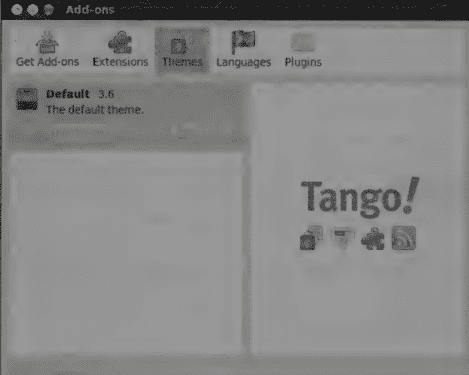 Add-ons
Get Add-ons Extensions Themes Languages Plugins
Default 3.6
The default theme.
Tango!